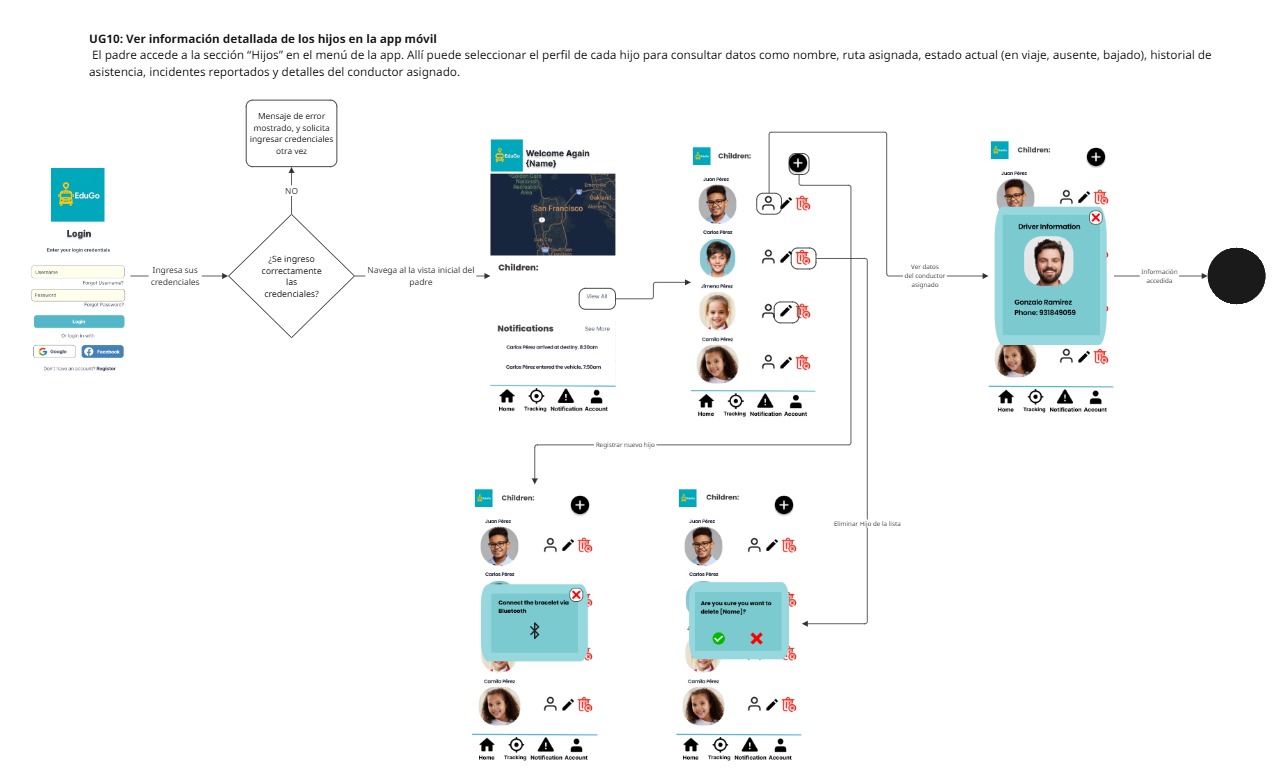 UG10: Ver información detallada de los hijos en la app móvil
El padre accede a la sección “Hijos” en el menú de la app. Allí puede seleccionar el perfil de cada hijo para consultar datos como nombre, ruta asignada, estado actual (en viaje, ausente, bajado), historial de
asistencia, incidentes reportados y detalles del conductor asignado.
EduGo
Login
Enter your login credentials
Username
Forgot Username?
Password
Forgot Password?
Login
Or login in with
Google
Facebook
Don't have an account? Register
Ingresa sus
credenciales
Mensaje de error
mostrado, y solicita
ingresar credenciales
otra vez
NO
¿Se ingreso
correctamente
las
credenciales?
Navega al la vista inicial del
padre
EduGo
Welcome Again
{Name}
Golden Gate
National
Recreation
Area
Emeryville
Oakland
Alameda
San Francisco
Daly City
Children:
View All
Notifications
See More
Carlos Pérez arrived at destiny, 8:30am
Carlos Pérez entered the vehicle, 7:50am
Home
Tracking
Notification
Account
Children:
Juan Pérez
Carlos Pérez
Jimena Pérez
Camila Pérez
Home
Tracking
Notification
Account
Ver datos
del conductor
asignado
Children:
Juan Pérez
Driver Information
Gonzalo Ramirez
Phone: 931849059
Home
Tracking
Notification
Account
Información
accedida
Registrar nuevo hijo
Eliminar Hijo de la lista
Children:
Juan Pérez
Carlos Pérez
Connect the bracelet via
Bluetooth
Camila Pérez
Home
Tracking
Notification
Account
Children:
Juan Pérez
Carlos Pérez
Are you sure you want to
delete [Name]?
Camila Pérez
Home
Tracking
Notification
Account